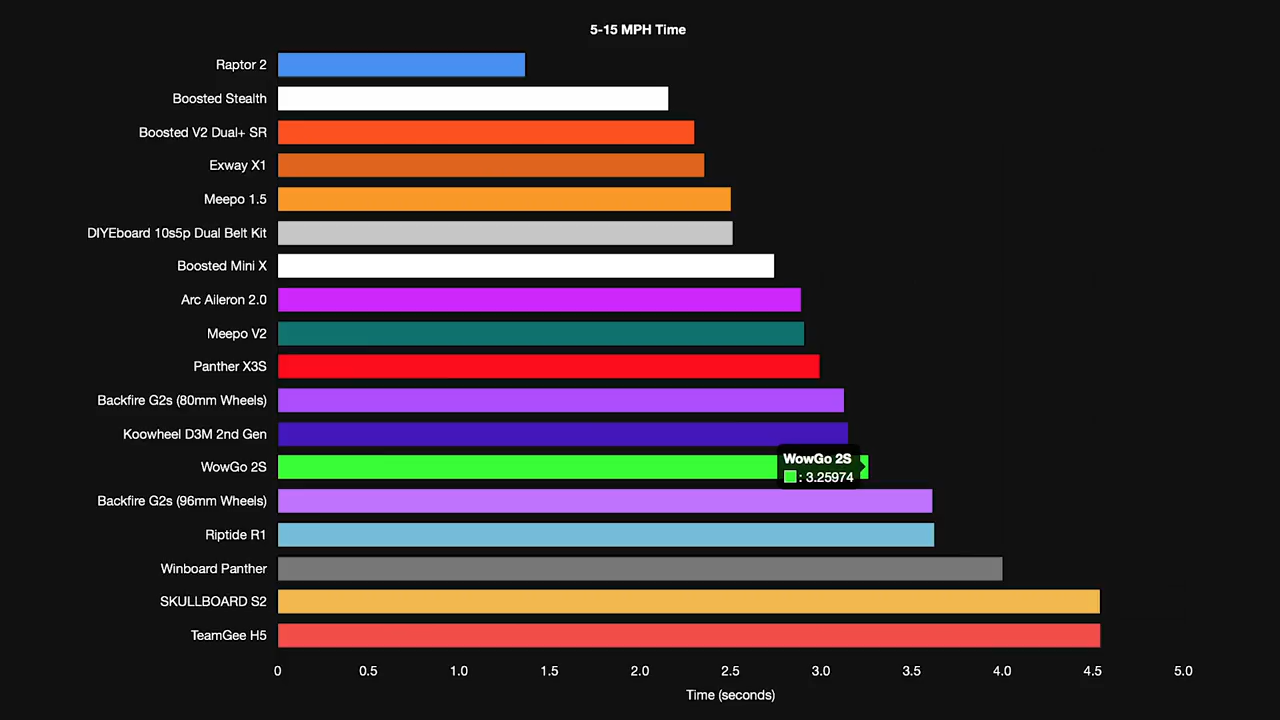 5-15 MPH Time
Raptor 2
Boosted Stealth
Boosted V2 Dual+ SR
Exway X1
Meepo 1.5
DIYEboard 10s5p Dual Belt Kit
Boosted Mini X
Arc Aileron 2.0
Meepo V2
Panther X3S
Backfire G2s (80mm Wheels)
Koowheel D3M 2nd Gen
WowGo 2S
WowGo 2S
: 3.25974
Backfire G2s (96mm Wheels)
Riptide R1
Winboard Panther
SKULLBOARD S2
TeamGee H5
0 0.5 1.0 1.5 2.0 2.5 3.0 3.5 4.0 4.5 5.0
Time (seconds)